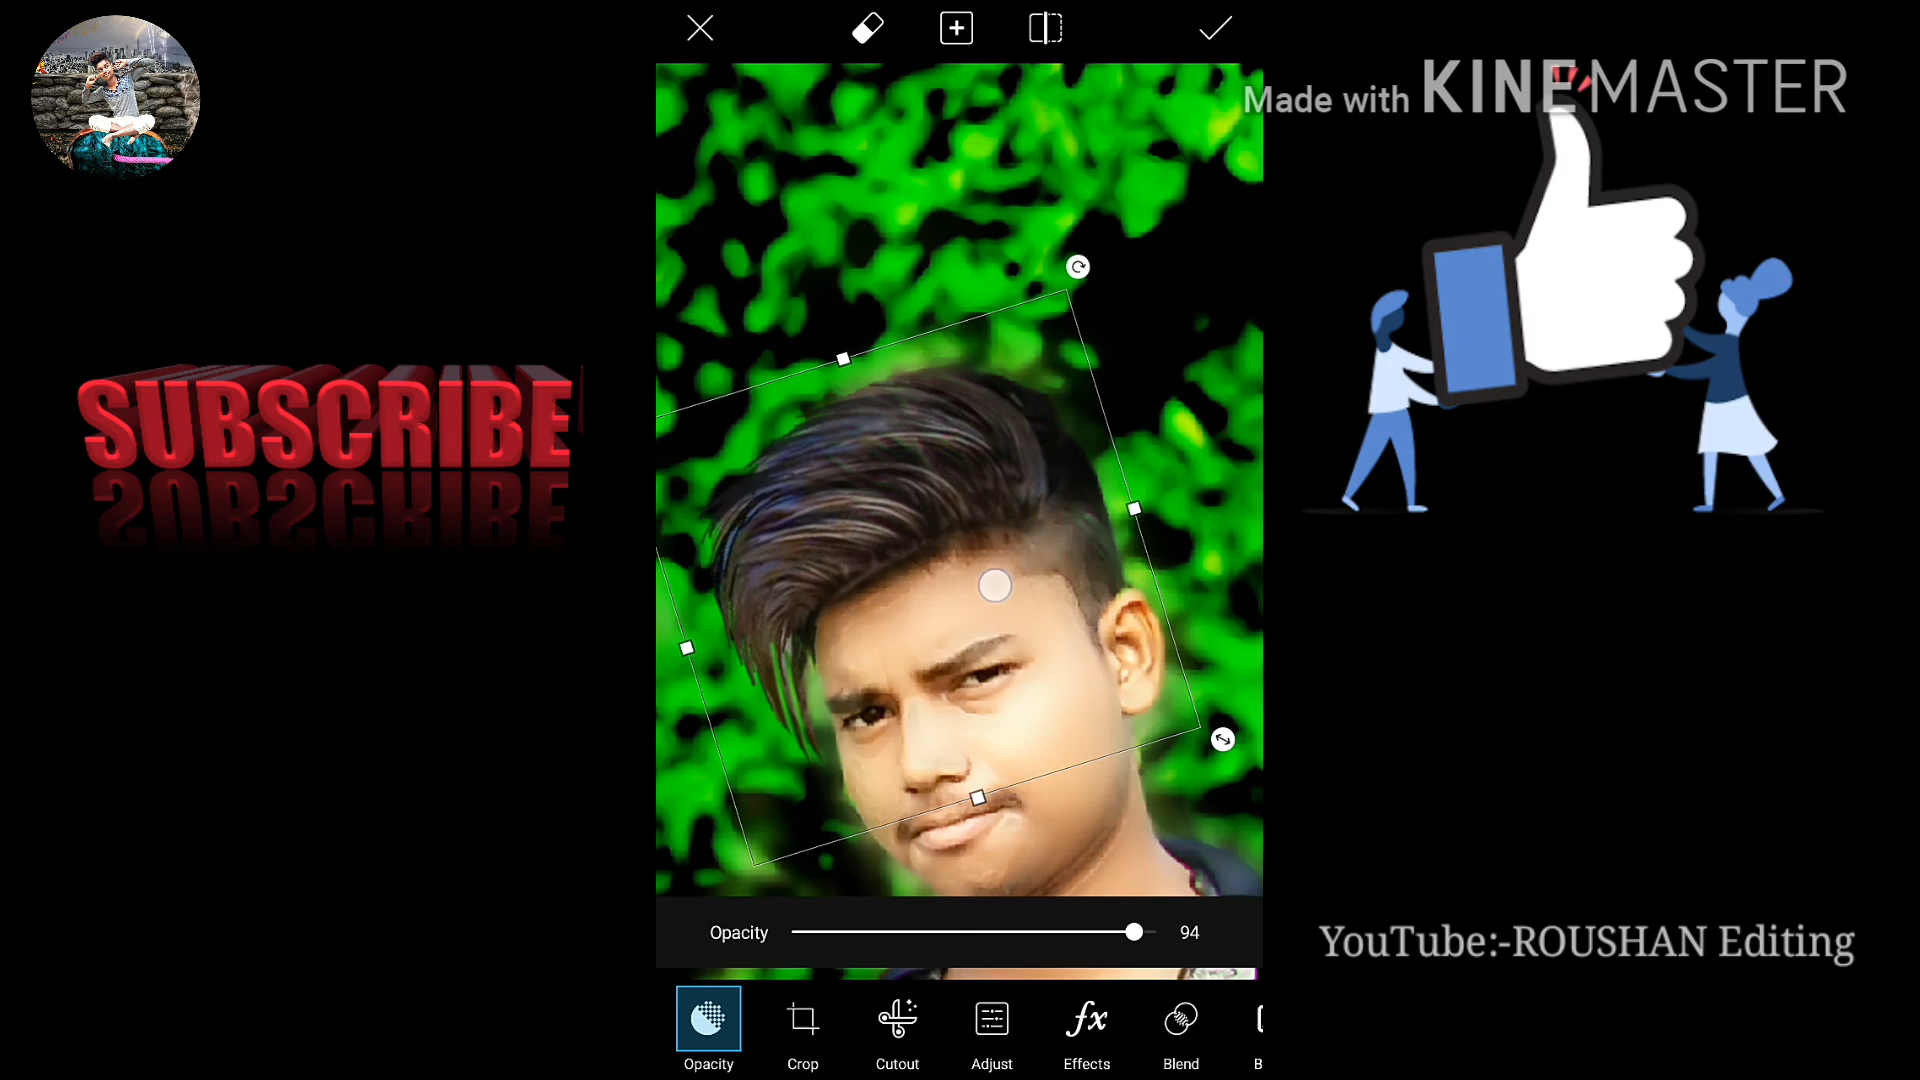 Made with KINEMASTER
SUBSCRIBE
Opacity 94
YouTube:-ROUSHAN Editing
Opacity Crop Cutout Adjust Effects Blend B